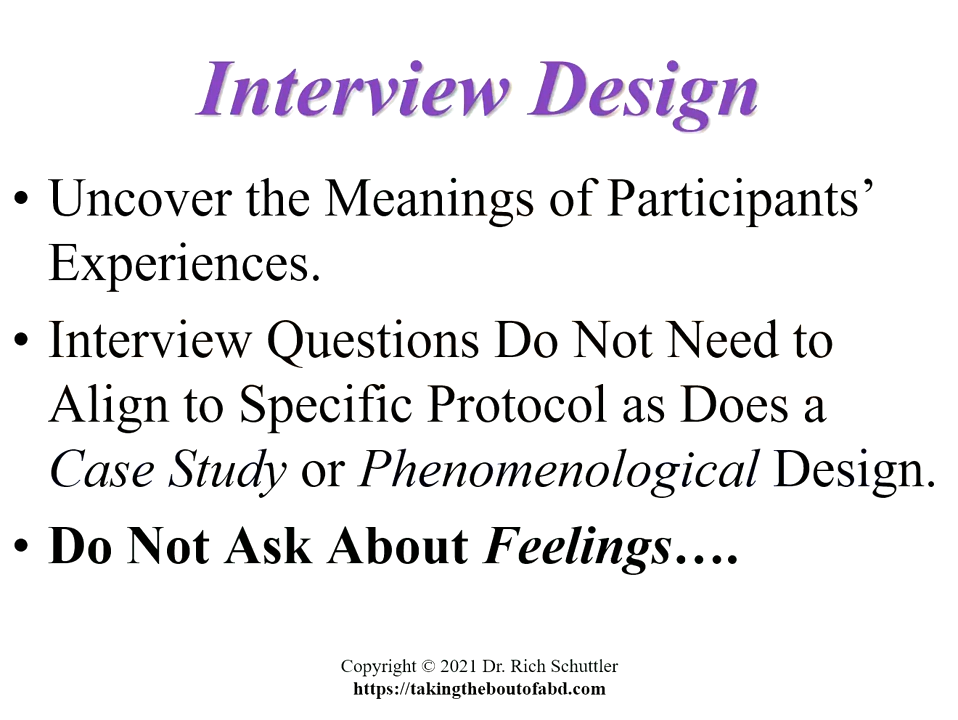 Interview Design
• Uncover the Meanings of Participants’
Experiences.
• Interview Questions Do Not Need to
Align to Specific Protocol as Does a
Case Study or Phenomenological Design.
• Do Not Ask About Feelings….
Copyright © 2021 Dr. Rich Schuttler
https://takingtheboutofabd.com